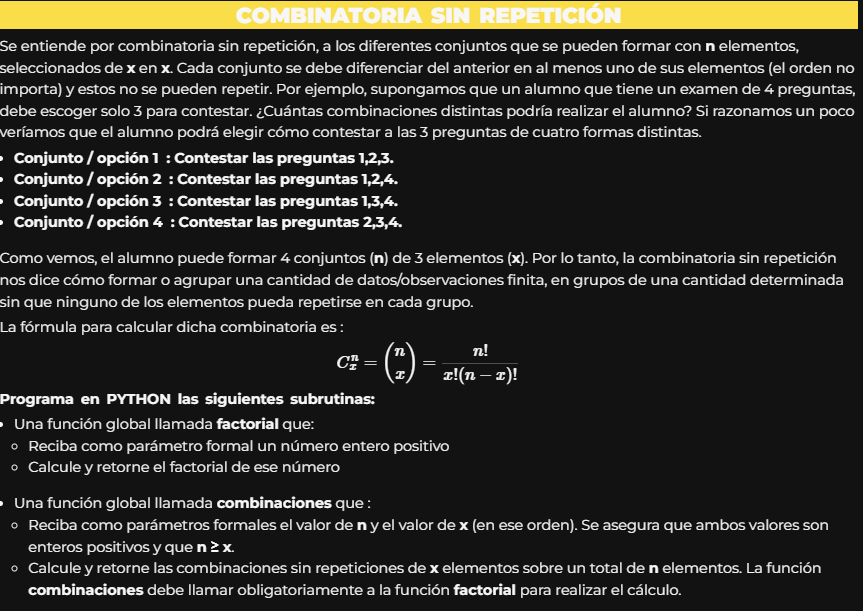 COMBINATORIA SIN REPETICIÓN
Se entiende por combinatoria sin repetición, a los diferentes conjuntos que se pueden formar con n elementos,
seleccionados de x en x. Cada conjunto se debe diferenciar del anterior en al menos uno de sus elementos (el orden no
importa) y estos no se pueden repetir. Por ejemplo, supongamos que un alumno que tiene un examen de 4 preguntas,
debe escoger solo 3 para contestar. ¿Cuántas combinaciones distintas podría realizar el alumno? Si razonamos un poco
veríamos que el alumno podrá elegir cómo contestar a las 3 preguntas de cuatro formas distintas.
• Conjunto / opción 1 : Contestar las preguntas 1,2,3.
• Conjunto / opción 2 : Contestar las preguntas 1,2,4.
• Conjunto / opción 3 : Contestar las preguntas 1,3,4.
• Conjunto / opción 4 : Contestar las preguntas 2,3,4.
Como vemos, el alumno puede formar 4 conjuntos (n) de 3 elementos (x). Por lo tanto, la combinatoria sin repetición
nos dice cómo formar o agrupar una cantidad de datos/observaciones finita, en grupos de una cantidad determinada
sin que ninguno de los elementos pueda repetirse en cada grupo.
La fórmula para calcular dicha combinatoria es :
$C_x^n = \binom{n}{x} = \frac{n!}{x!(n-x)!}$
Programa en PYTHON las siguientes subrutinas:
• Una función global llamada factorial que:
◦ Reciba como parámetro formal un número entero positivo
◦ Calcule y retorne el factorial de ese número
• Una función global llamada combinaciones que :
◦ Reciba como parámetros formales el valor de n y el valor de x (en ese orden). Se asegura que ambos valores son
enteros positivos y que n ≥ x.
◦ Calcule y retorne las combinaciones sin repeticiones de x elementos sobre un total de n elementos. La función
combinaciones debe llamar obligatoriamente a la función factorial para realizar el cálculo.